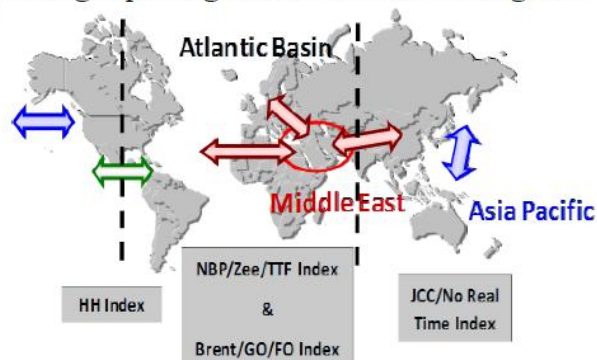 Atlantic Basin
Middle East
Asia Pacific
HH Index
NBP/Zee/TTF Index
&
Brent/GO/FO Index
JCC/No Real
Time Index